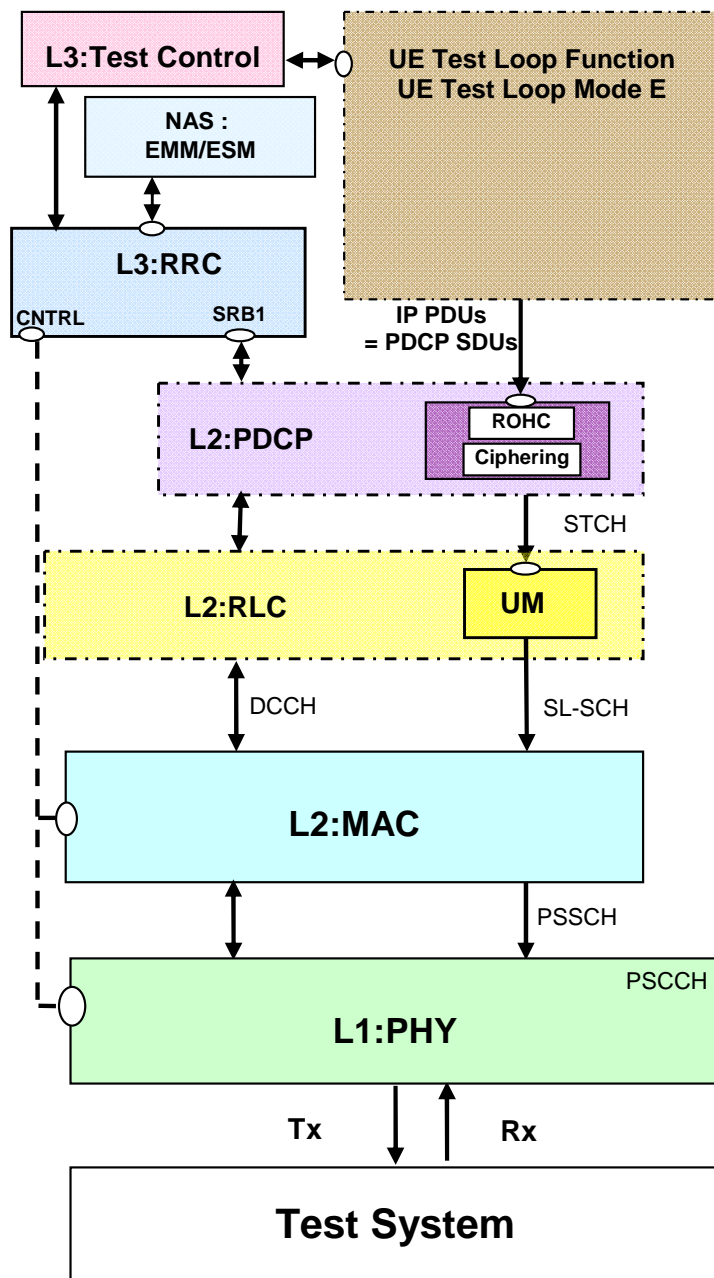 L3:Test Control
UE Test Loop Function
UE Test Loop Mode E
NAS :
EMM/ESM
L3:RRC
CNTRL
SRB1
IP PDUs
= PDCP SDUs
L2:PDCP
ROHC
Ciphering
STCH
L2:RLC
UM
DCCH
SL-SCH
L2:MAC
PSSCH
PSCCH
L1:PHY
Tx
Rx
Test System